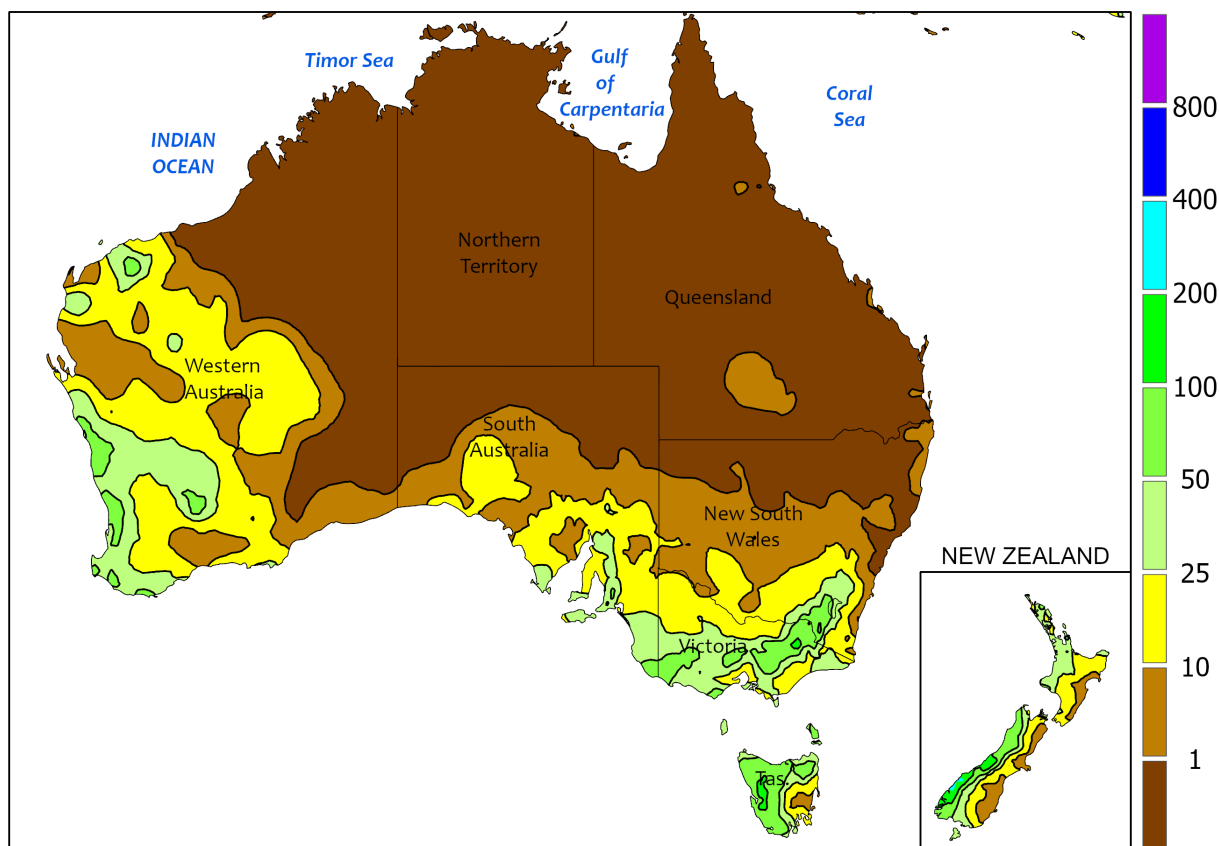 Timor Sea
Gulf
of
Carpentaria
Coral
Sea
INDIAN
OCEAN
Northern
Territory
Queensland
Western
Australia
South
Australia
New South
Wales
Victoria
Tas.
NEW ZEALAND
800
400
200
100
50
25
10
1